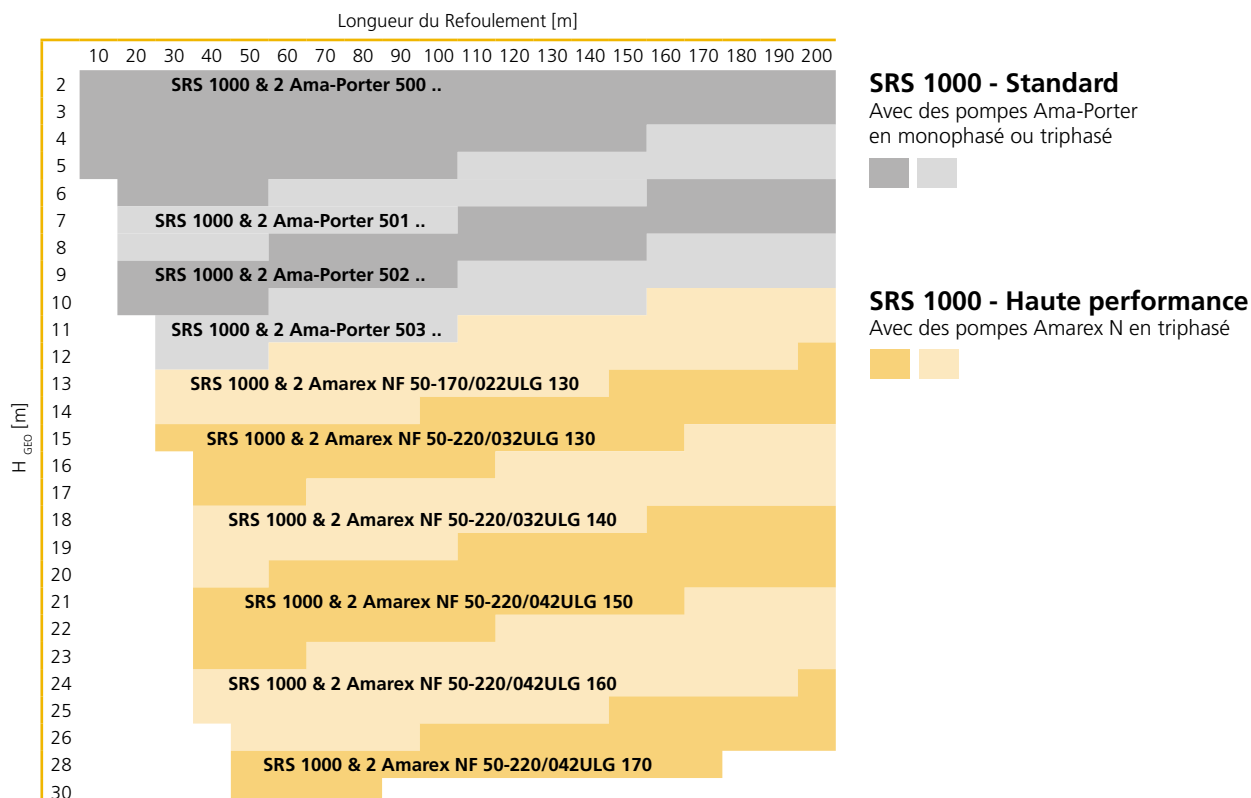 Longueur du Refoulement [m]
10 20 30 40 50 60 70 80 90 100 110 120 130 140 150 160 170 180 190 200
2 SRS 1000 & 2 Ama-Porter 500 ..
3
4
5
6
7 SRS 1000 & 2 Ama-Porter 501 ..
8
9 SRS 1000 & 2 Ama-Porter 502 ..
10
11 SRS 1000 & 2 Ama-Porter 503 ..
12
13 SRS 1000 & 2 Amarex NF 50-170/022ULG 130
14
15 SRS 1000 & 2 Amarex NF 50-220/032ULG 130
16
17
18 SRS 1000 & 2 Amarex NF 50-220/032ULG 140
19
20
21 SRS 1000 & 2 Amarex NF 50-220/042ULG 150
22
23
24 SRS 1000 & 2 Amarex NF 50-220/042ULG 160
25
26
28 SRS 1000 & 2 Amarex NF 50-220/042ULG 170
30
H GEO [m]
SRS 1000 - Standard
Avec des pompes Ama-Porter
en monophasé ou triphasé
SRS 1000 - Haute performance
Avec des pompes Amarex N en triphasé